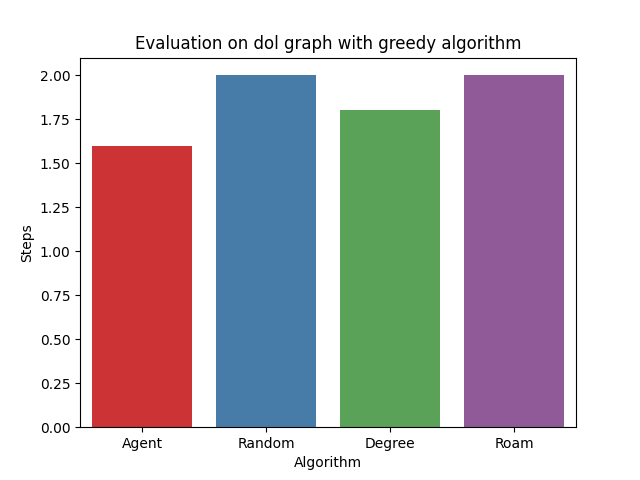 Evaluation on dol graph with greedy algorithm
2.00
1.75
1.50
1.25
1.00
0.75
0.50
0.25
0.00
Steps
Agent Random Degree Roam
Algorithm